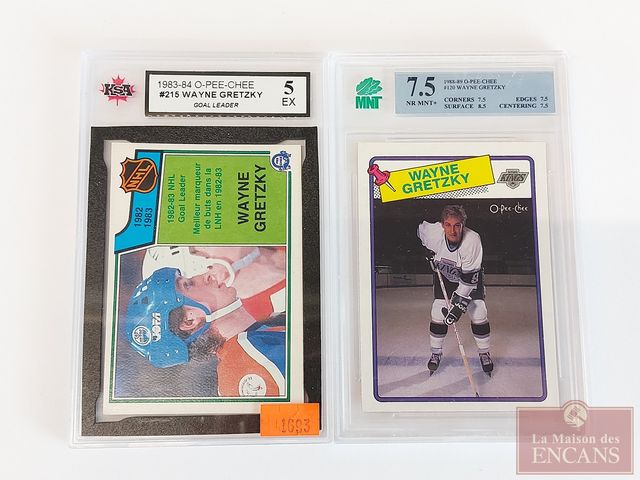 KSA
1983-84 O-PEE-CHEE
#215 WAYNE GRETZKY
GOAL LEADER
5
EX
NHL
1982
1983
1982-83 NHL
Goal Leader
Meilleur marqueur
de buts dans la
LNH en 1982-83
WAYNE
GRETZKY
JOFA
1693
MNT
7.5
NR MNT+
1988-89 O-PEE-CHEE
#120 WAYNE GRETZKY
CORNERS 7.5
EDGES 7.5
SURFACE 8.5
CENTERING 7.5
WAYNE
GRETZKY
KINGS
O-Pee-Chee
KINGS
La Maison des
ENCANS